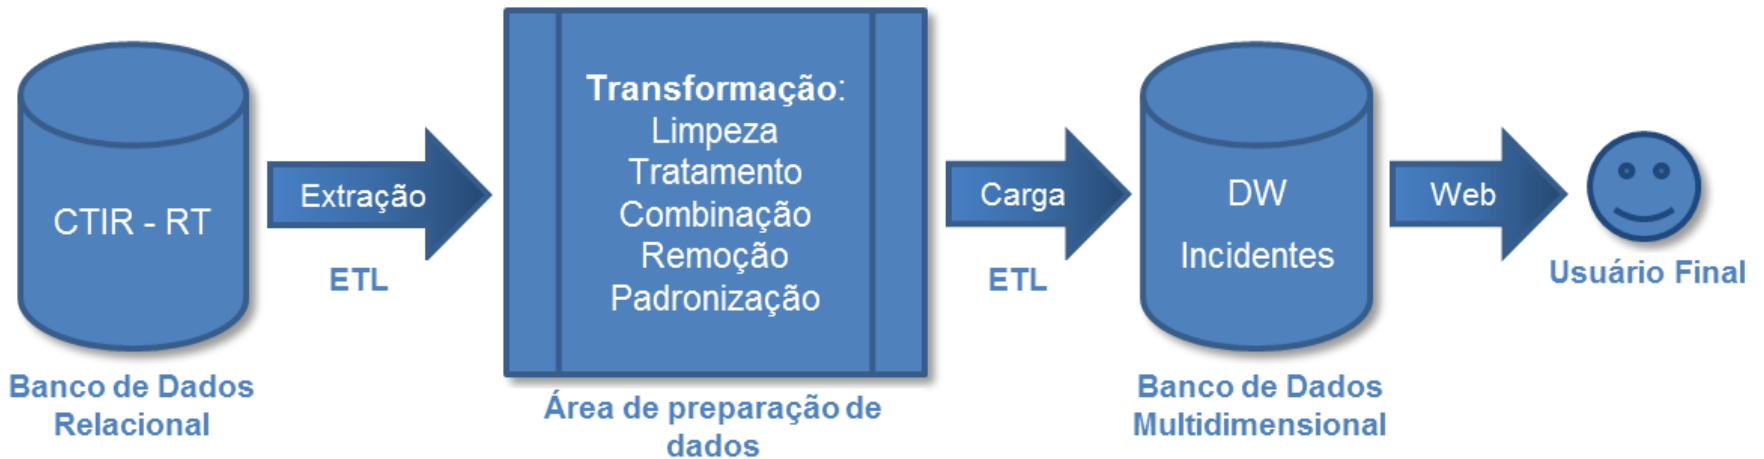 CTIR - RT
Banco de Dados
Relacional
Extração
ETL
Transformação:
Limpeza
Tratamento
Combinação
Remoção
Padronização
Área de preparação de
dados
Carga
ETL
DW
Incidentes
Banco de Dados
Multidimensional
Web
Usuário Final